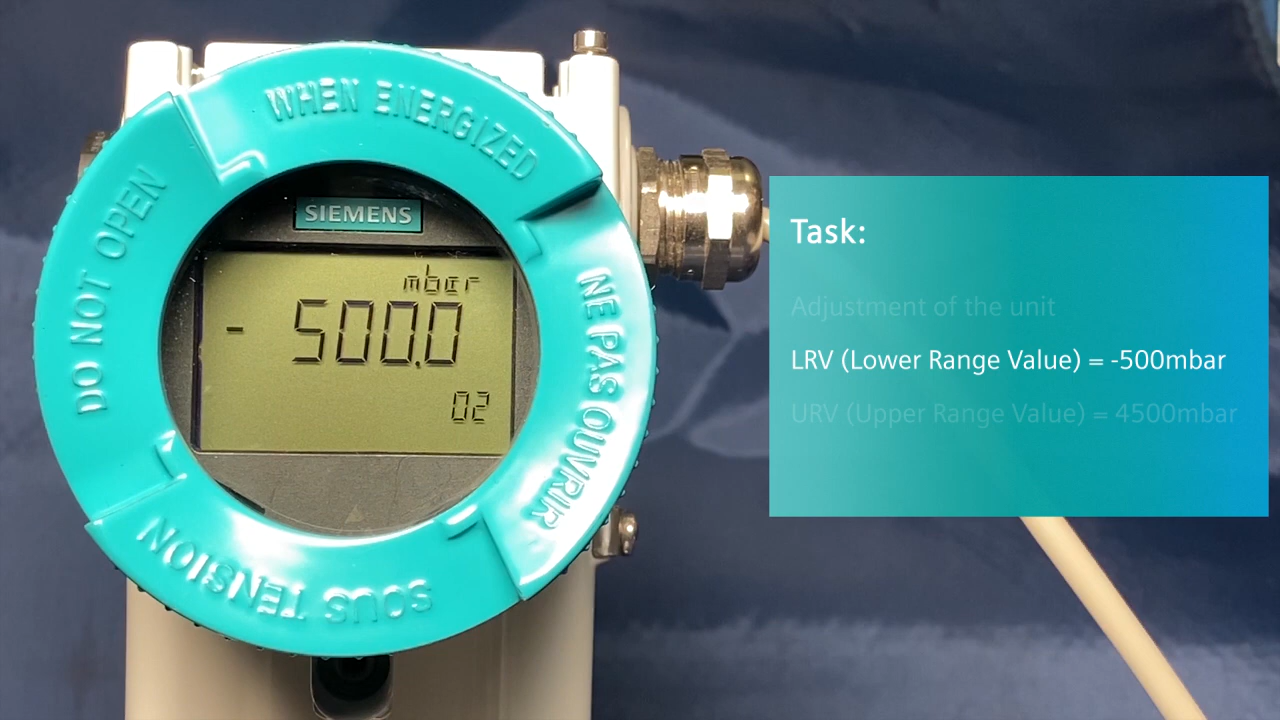 WHEN ENERGIZED
DO NOT OPEN
NE PAS OUVRIR
SOUS TENSION
SIEMENS
mbar
- 500.0
02
Task:
Adjustment of the unit
LRV (Lower Range Value) = -500mbar
URV (Upper Range Value) = 4500mbar